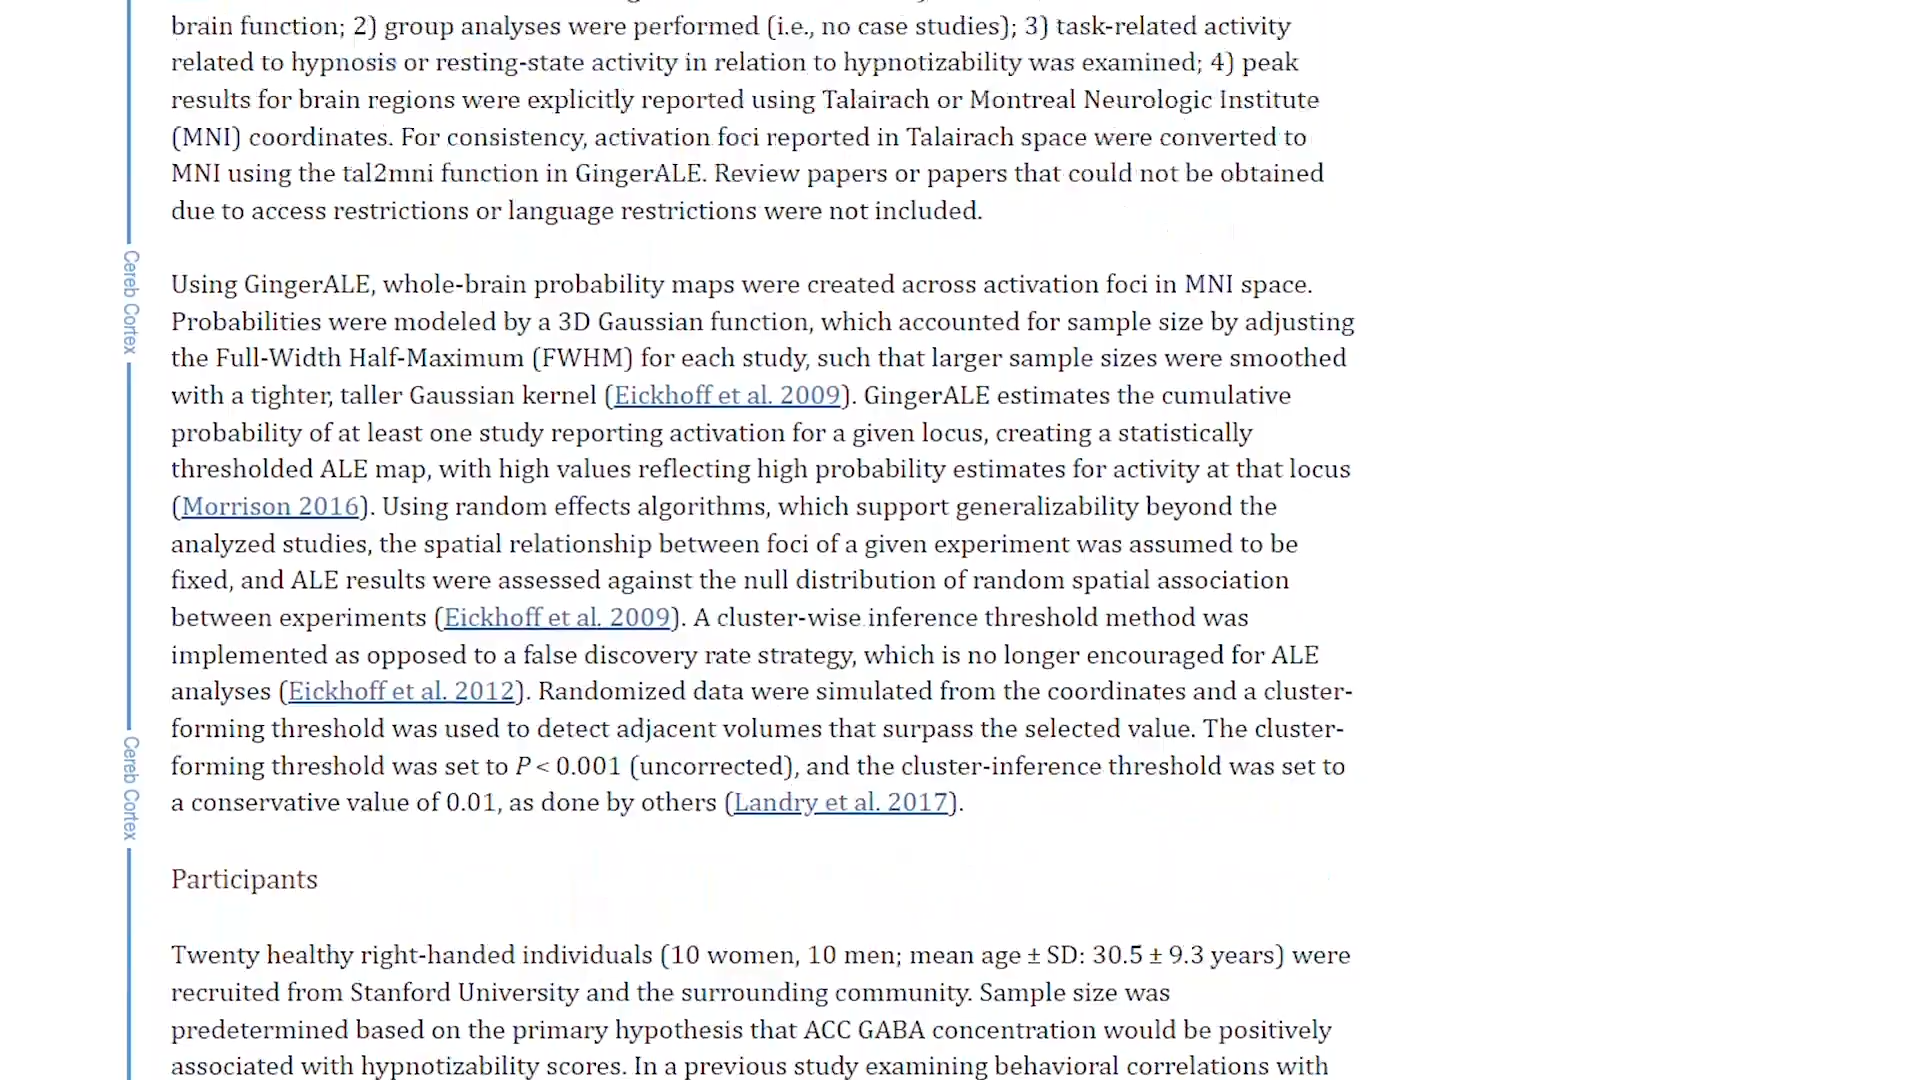 brain function; 2) group analyses were performed (i.e., no case studies); 3) task-related activity
related to hypnosis or resting-state activity in relation to hypnotizability was examined; 4) peak
results for brain regions were explicitly reported using Talairach or Montreal Neurologic Institute
(MNI) coordinates. For consistency, activation foci reported in Talairach space were converted to
MNI using the tal2mni function in GingerALE. Review papers or papers that could not be obtained
due to access restrictions or language restrictions were not included.
Cereb Cortex
Using GingerALE, whole-brain probability maps were created across activation foci in MNI space.
Probabilities were modeled by a 3D Gaussian function, which accounted for sample size by adjusting
the Full-Width Half-Maximum (FWHM) for each study, such that larger sample sizes were smoothed
with a tighter, taller Gaussian kernel (Eickhoff et al. 2009). GingerALE estimates the cumulative
probability of at least one study reporting activation for a given locus, creating a statistically
thresholded ALE map, with high values reflecting high probability estimates for activity at that locus
(Morrison 2016). Using random effects algorithms, which support generalizability beyond the
analyzed studies, the spatial relationship between foci of a given experiment was assumed to be
fixed, and ALE results were assessed against the null distribution of random spatial association
between experiments (Eickhoff et al. 2009). A cluster-wise inference threshold method was
implemented as opposed to a false discovery rate strategy, which is no longer encouraged for ALE
analyses (Eickhoff et al. 2012). Randomized data were simulated from the coordinates and a cluster-
forming threshold was used to detect adjacent volumes that surpass the selected value. The cluster-
forming threshold was set to P < 0.001 (uncorrected), and the cluster-inference threshold was set to
a conservative value of 0.01, as done by others (Landry et al. 2017).
Cereb Cortex
Participants
Twenty healthy right-handed individuals (10 women, 10 men; mean age ± SD: 30.5 ± 9.3 years) were
recruited from Stanford University and the surrounding community. Sample size was
predetermined based on the primary hypothesis that ACC GABA concentration would be positively
associated with hypnotizability scores. In a previous study examining behavioral correlations with